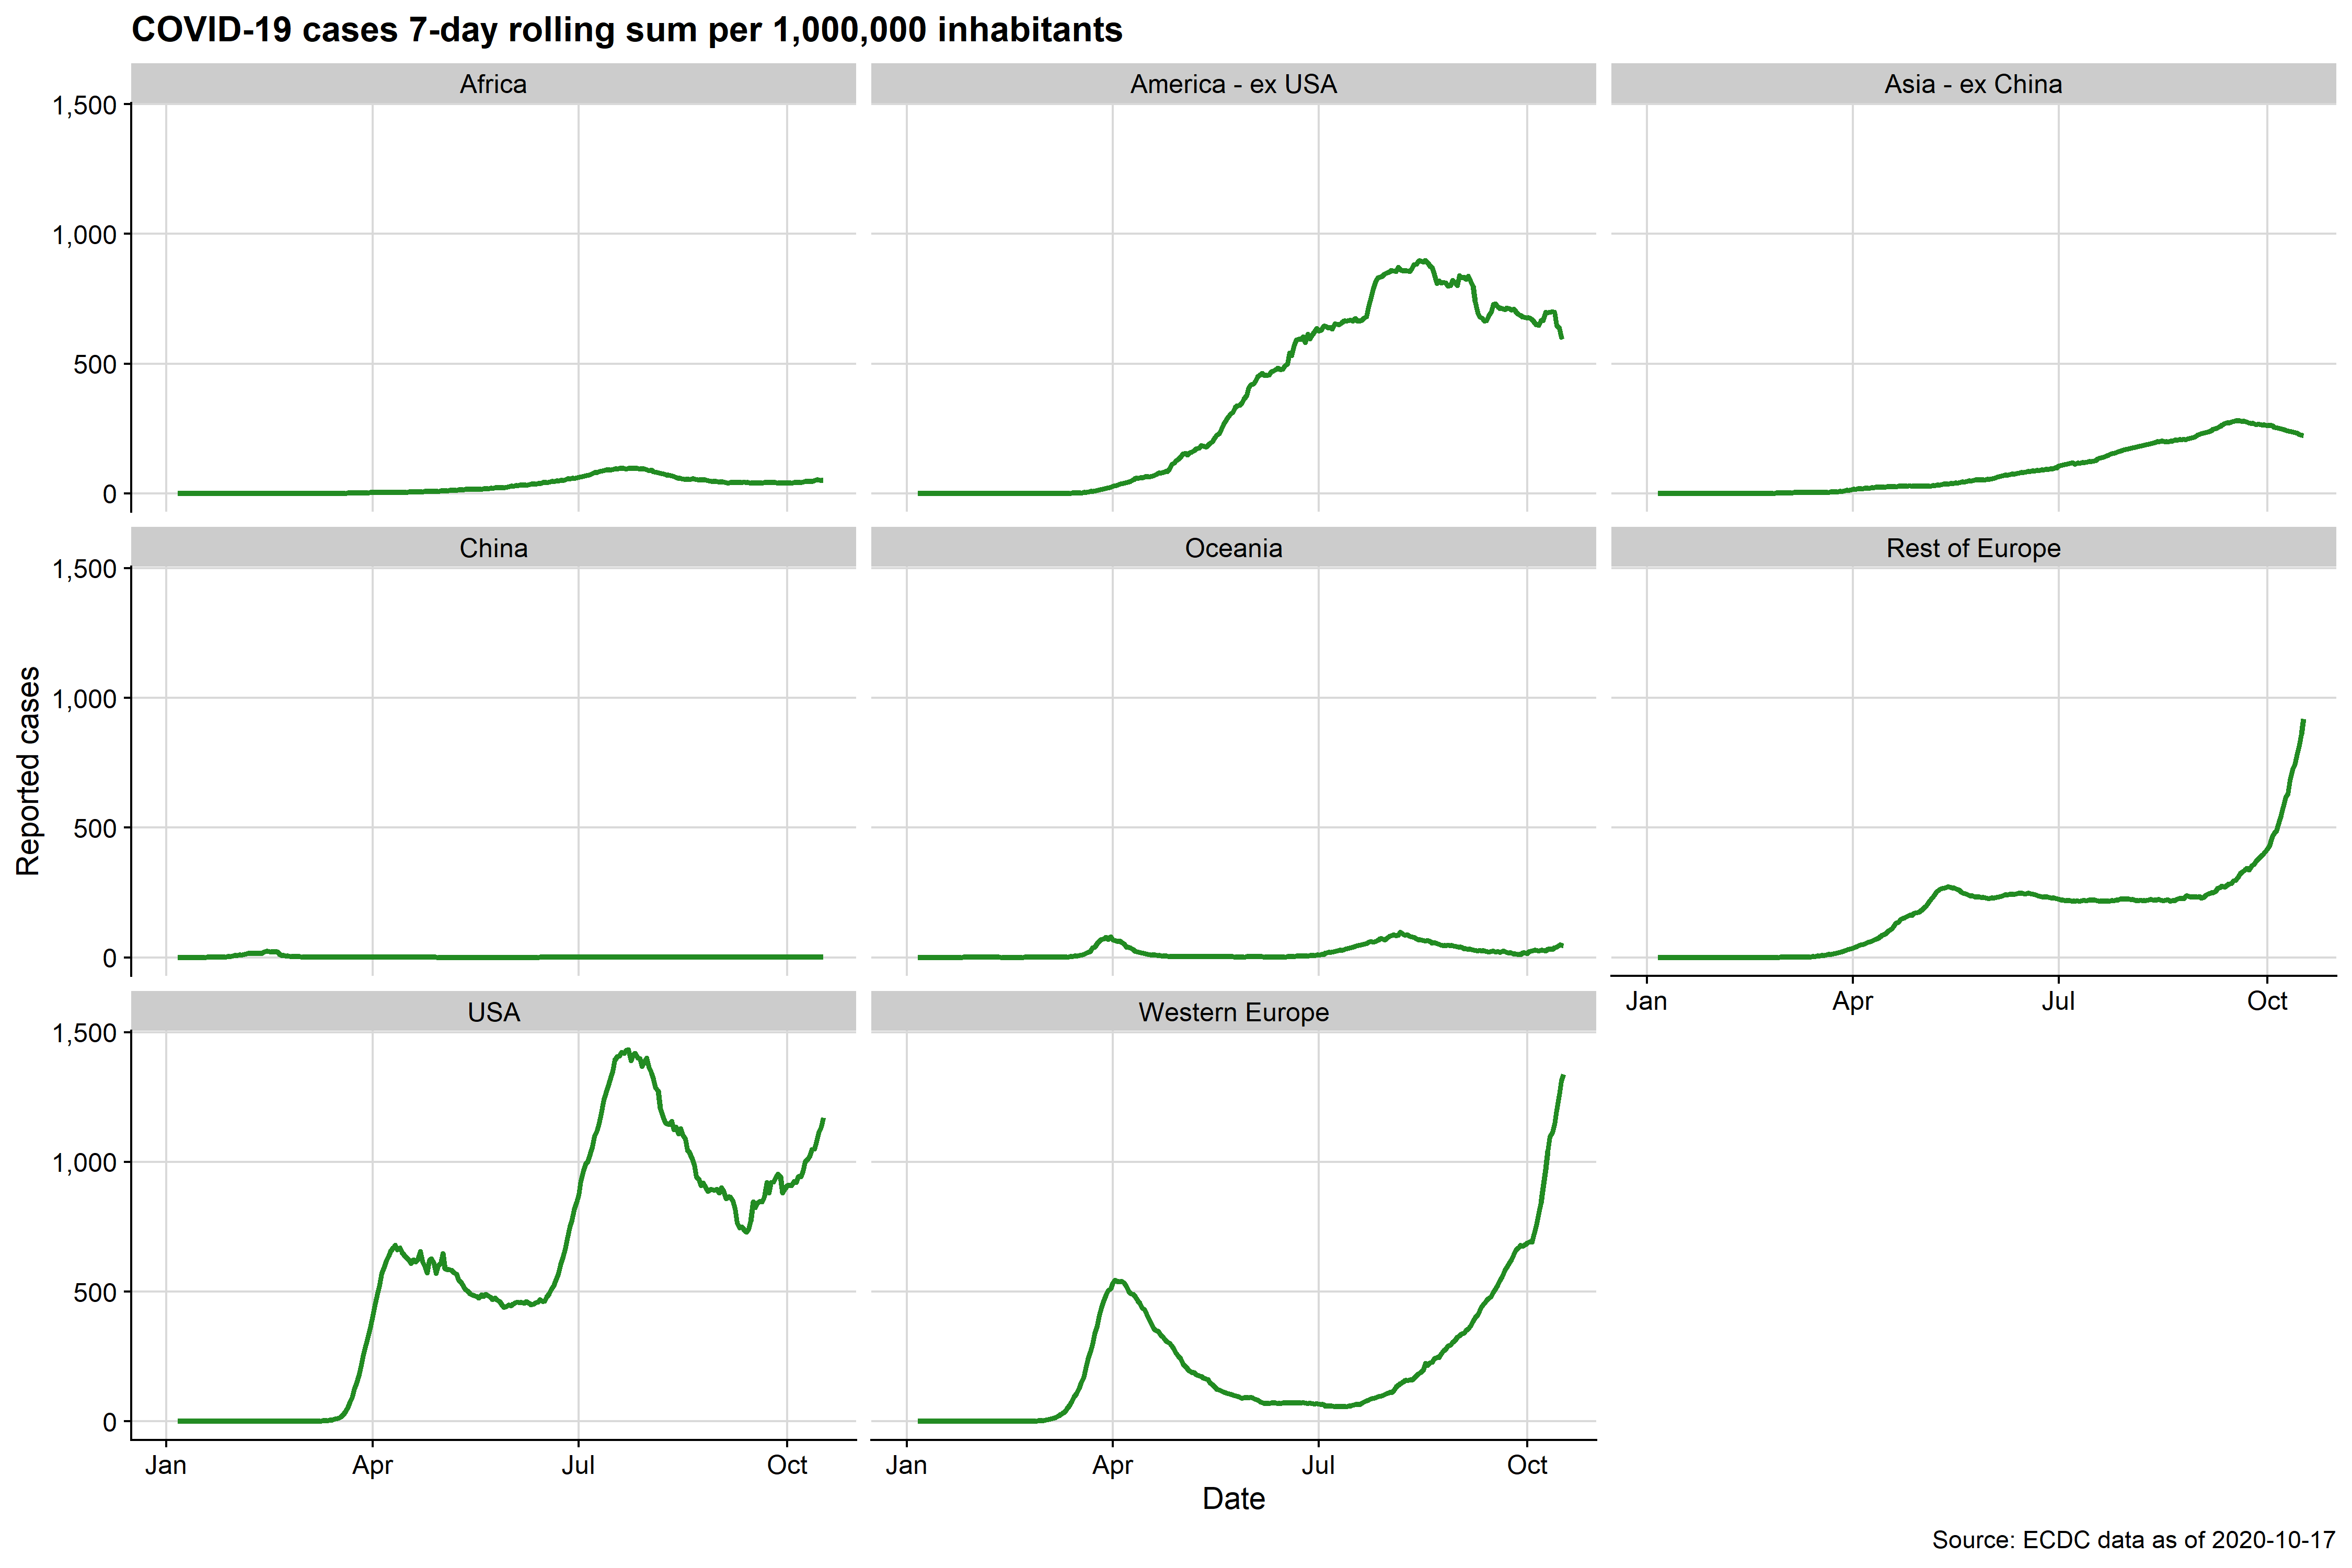 COVID-19 cases 7-day rolling sum per 1,000,000 inhabitants
Africa
America - ex USA
Asia - ex China
1,500
1,000
500
0
China
Oceania
Rest of Europe
1,500
1,000
500
0
Jan Apr Jul Oct
USA
Western Europe
1,500
1,000
500
0
Jan Apr Jul Oct
Jan Apr Jul Oct
Reported cases
Date
Source: ECDC data as of 2020-10-17